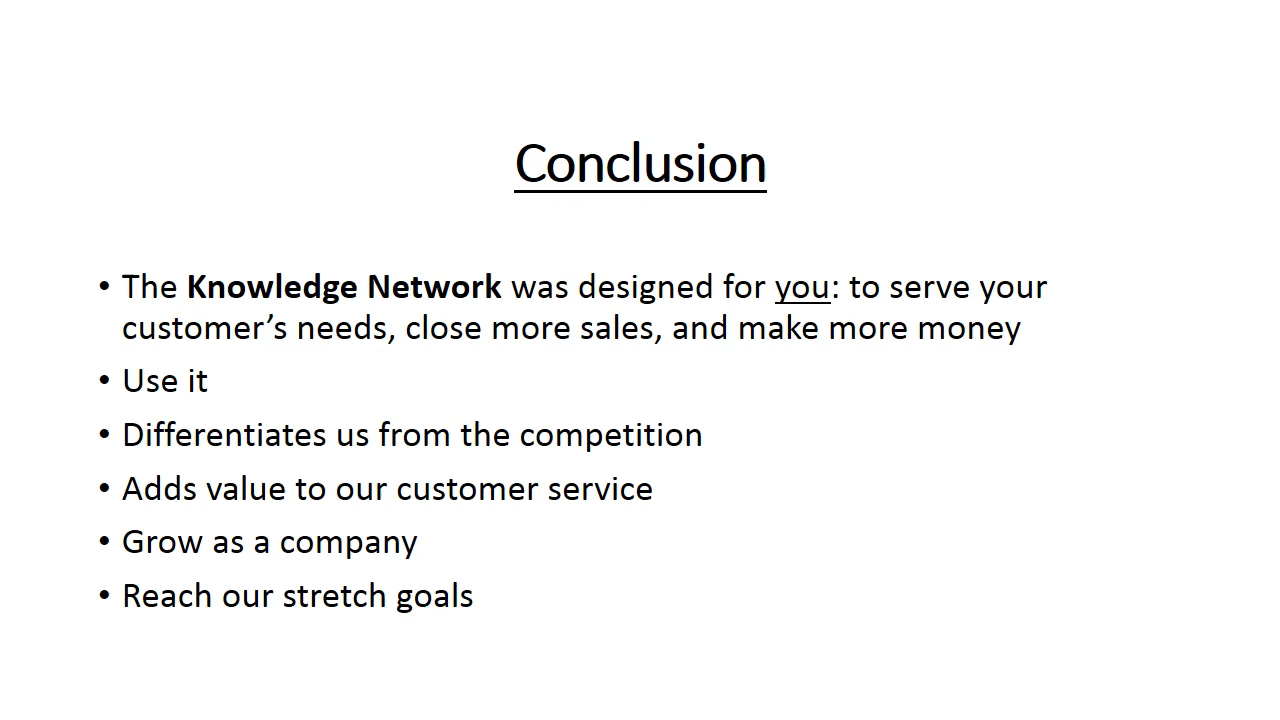 Conclusion
• The Knowledge Network was designed for you: to serve your
customer’s needs, close more sales, and make more money
• Use it
• Differentiates us from the competition
• Adds value to our customer service
• Grow as a company
• Reach our stretch goals